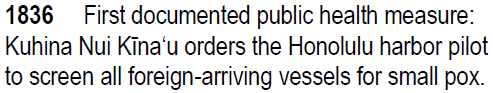 1836 First documented public health measure:
Kuhina Nui Kīnaʻu orders the Honolulu harbor pilot
to screen all foreign-arriving vessels for small pox.